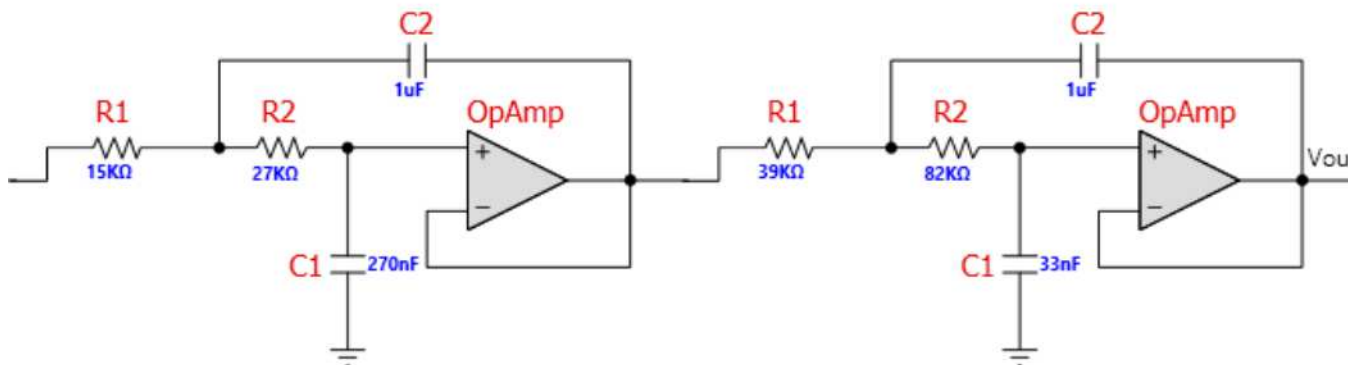 C2
1uF
R1
15KΩ
R2
27KΩ
OpAmp
+
−
C1
270nF
R1
39KΩ
C2
1uF
R2
82KΩ
OpAmp
+
−
C1
33nF
Vou